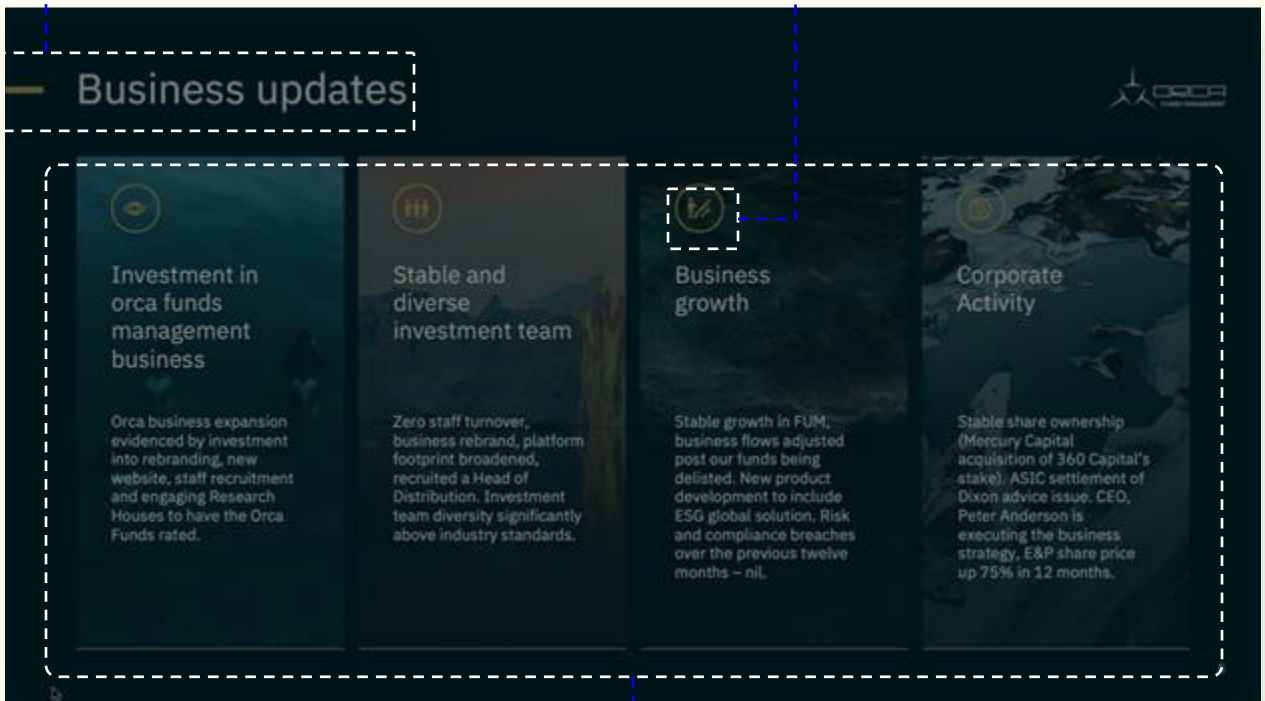 Business updates
ORCA
FUNDS MANAGEMENT
Investment in
orca funds
management
business
Orca business expansion
evidenced by investment
into rebranding, new
website, staff recruitment
and engaging Research
Houses to have the Orca
Funds rated.
Stable and
diverse
investment team
Zero staff turnover,
business rebrand, platform
footprint broadened,
recruited a Head of
Distribution. Investment
team diversity significantly
above industry standards.
Business
growth
Stable growth in FUM,
business flows adjusted
post our funds being
delisted. New product
development to include
ESG global solution. Risk
and compliance breaches
over the previous twelve
months – nil.
Corporate
Activity
Stable share ownership
(Mercury Capital
acquisition of 360 Capital's
stake). ASIC settlement of
Dixon advice issue. CEO,
Peter Anderson is
executing the business
strategy, E&P share price
up 75% in 12 months.